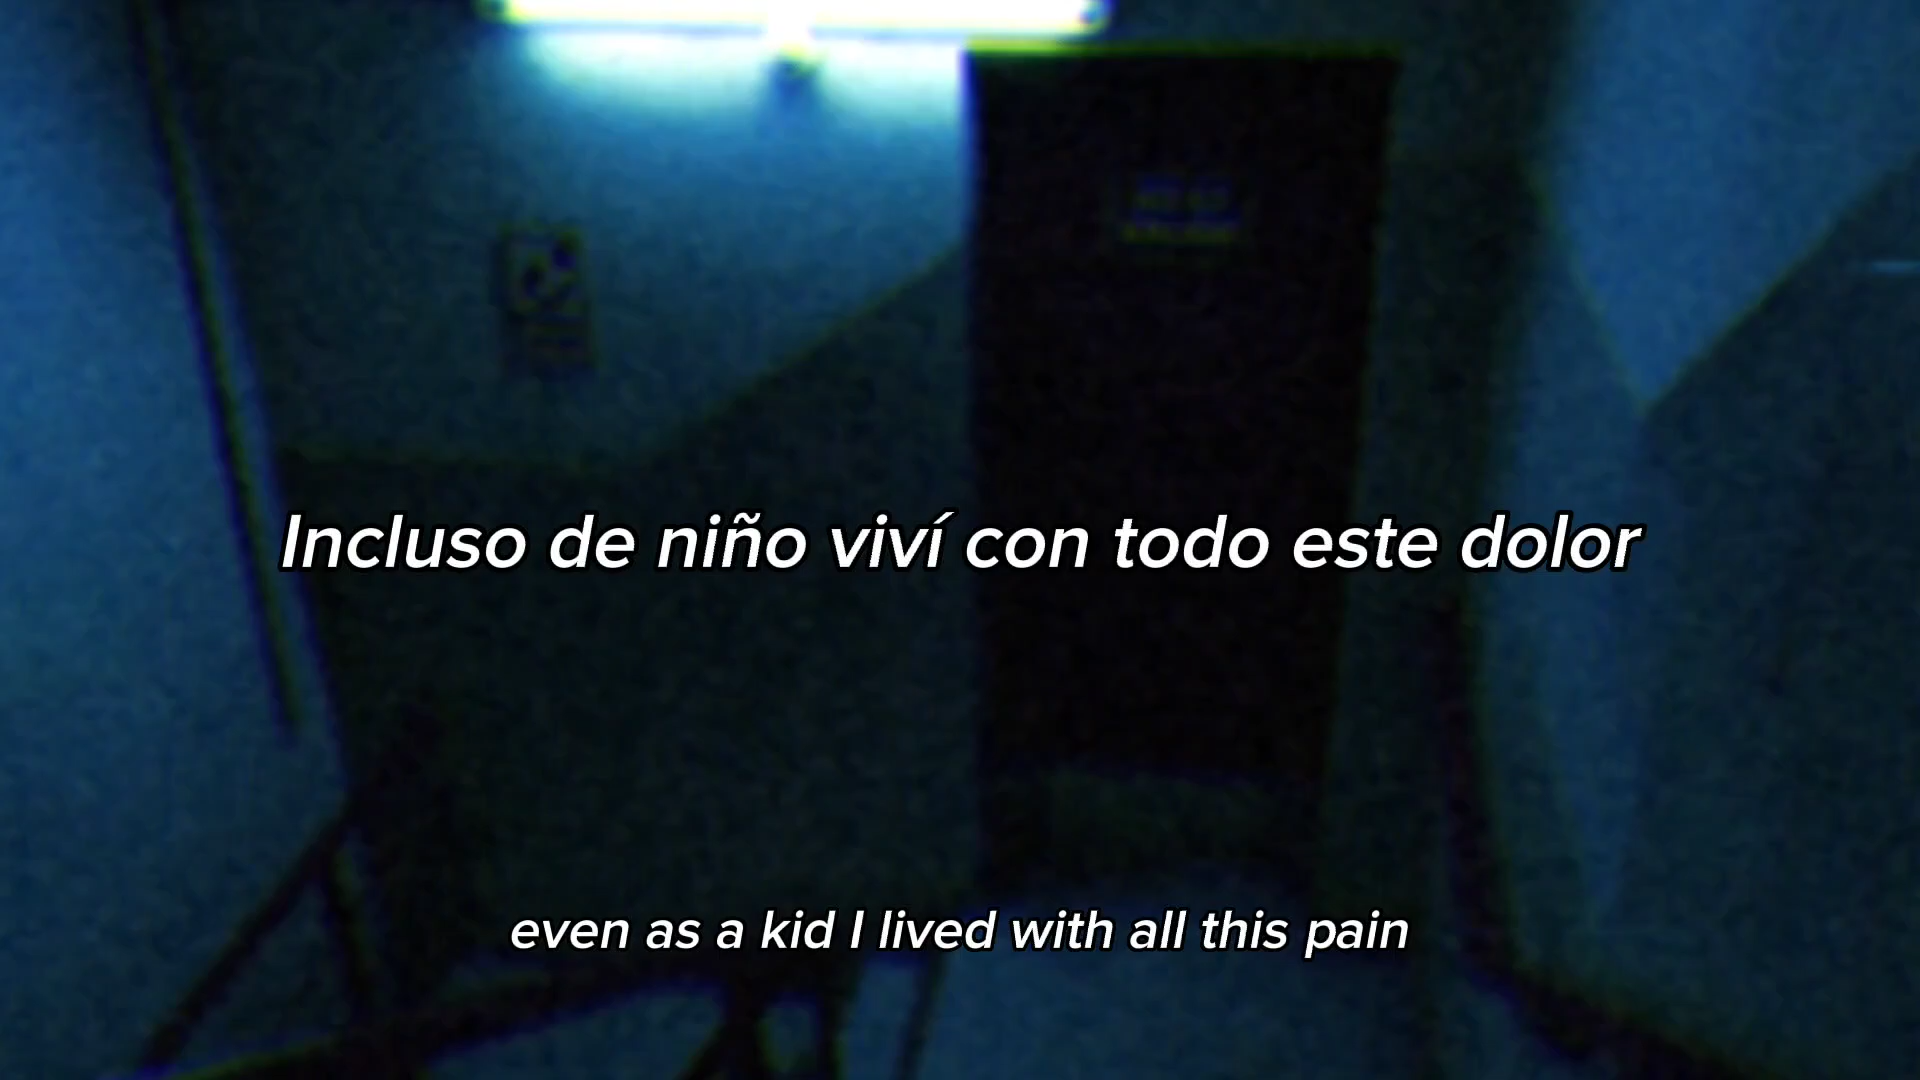 Incluso de niño viví con todo este dolor
even as a kid I lived with all this pain